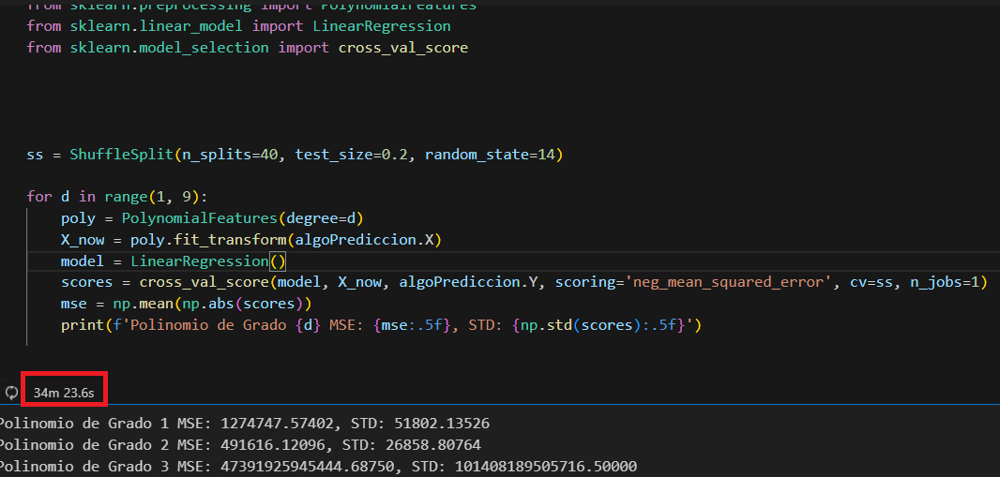 from sklearn.preprocessing import PolynomialFeatures
from sklearn.linear_model import LinearRegression
from sklearn.model_selection import cross_val_score
ss = ShuffleSplit(n_splits=40, test_size=0.2, random_state=14)
for d in range(1, 9):
    poly = PolynomialFeatures(degree=d)
    X_now = poly.fit_transform(algoPrediccion.X)
    model = LinearRegression()
    scores = cross_val_score(model, X_now, algoPrediccion.Y, scoring='neg_mean_squared_error', cv=ss, n_jobs=1)
    mse = np.mean(np.abs(scores))
    print(f'Polinomio de Grado {d} MSE: {mse:.5f}, STD: {np.std(scores):.5f}')
34m 23.6s
Polinomio de Grado 1 MSE: 1274747.57402, STD: 51802.13526
Polinomio de Grado 2 MSE: 491616.12096, STD: 26858.80764
Polinomio de Grado 3 MSE: 47391925945444.68750, STD: 101408189505716.50000